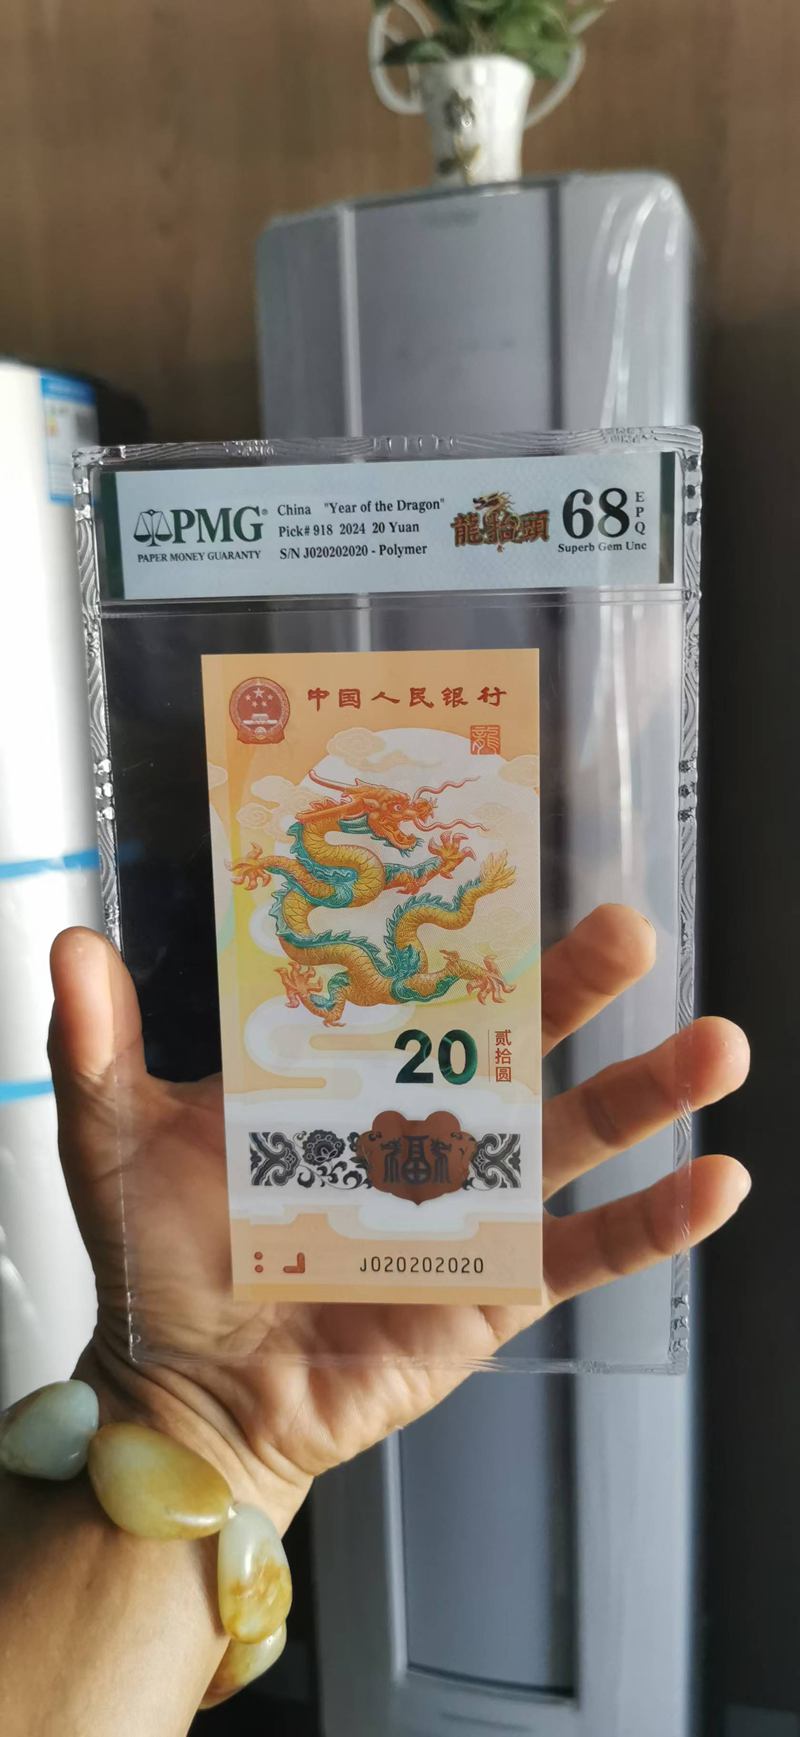 PMG®
PAPER MONEY GUARANTY
China "Year of the Dragon"
Pick# 918 2024 20 Yuan
S/N J020202020 - Polymer
龍抬頭
68
EPQ
Superb Gem Unc
中国人民银行
龍
20
贰拾圆
福
J020202020